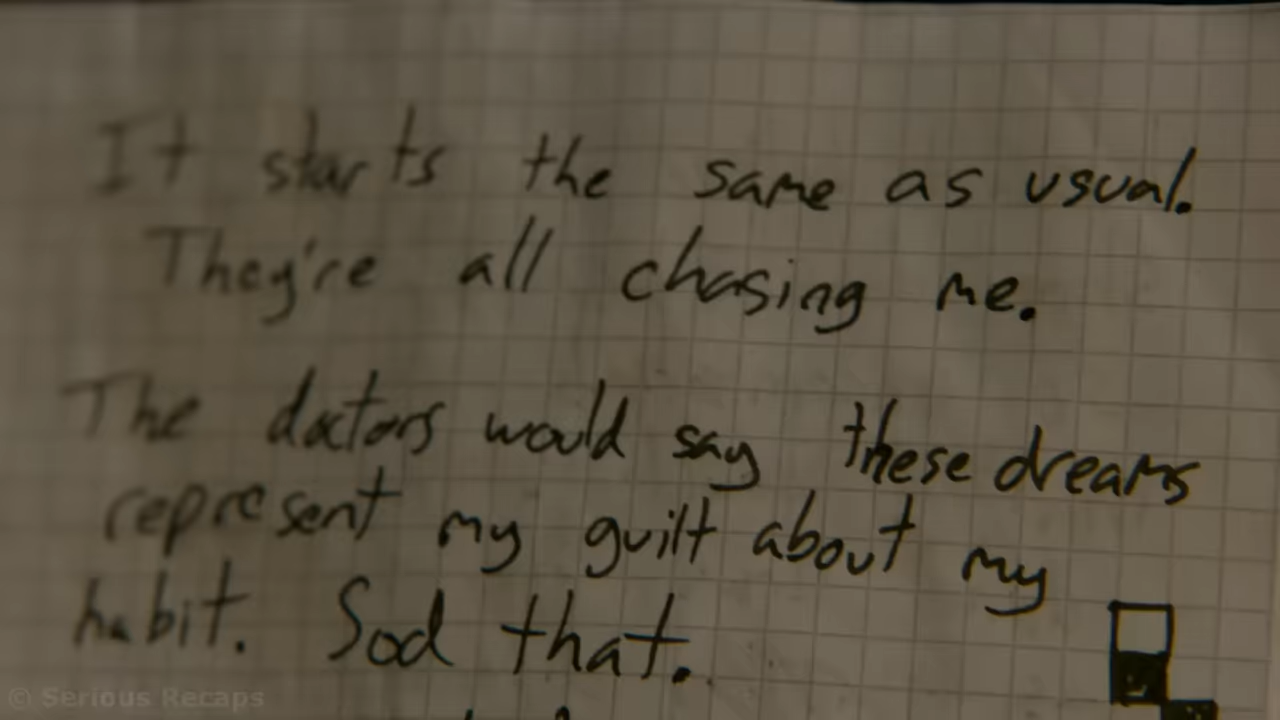 It starts the same as usual.
They're all chasing me.
The doctors would say these dreams
represent my guilt about my
habit. Sod that.
© Serious Recaps